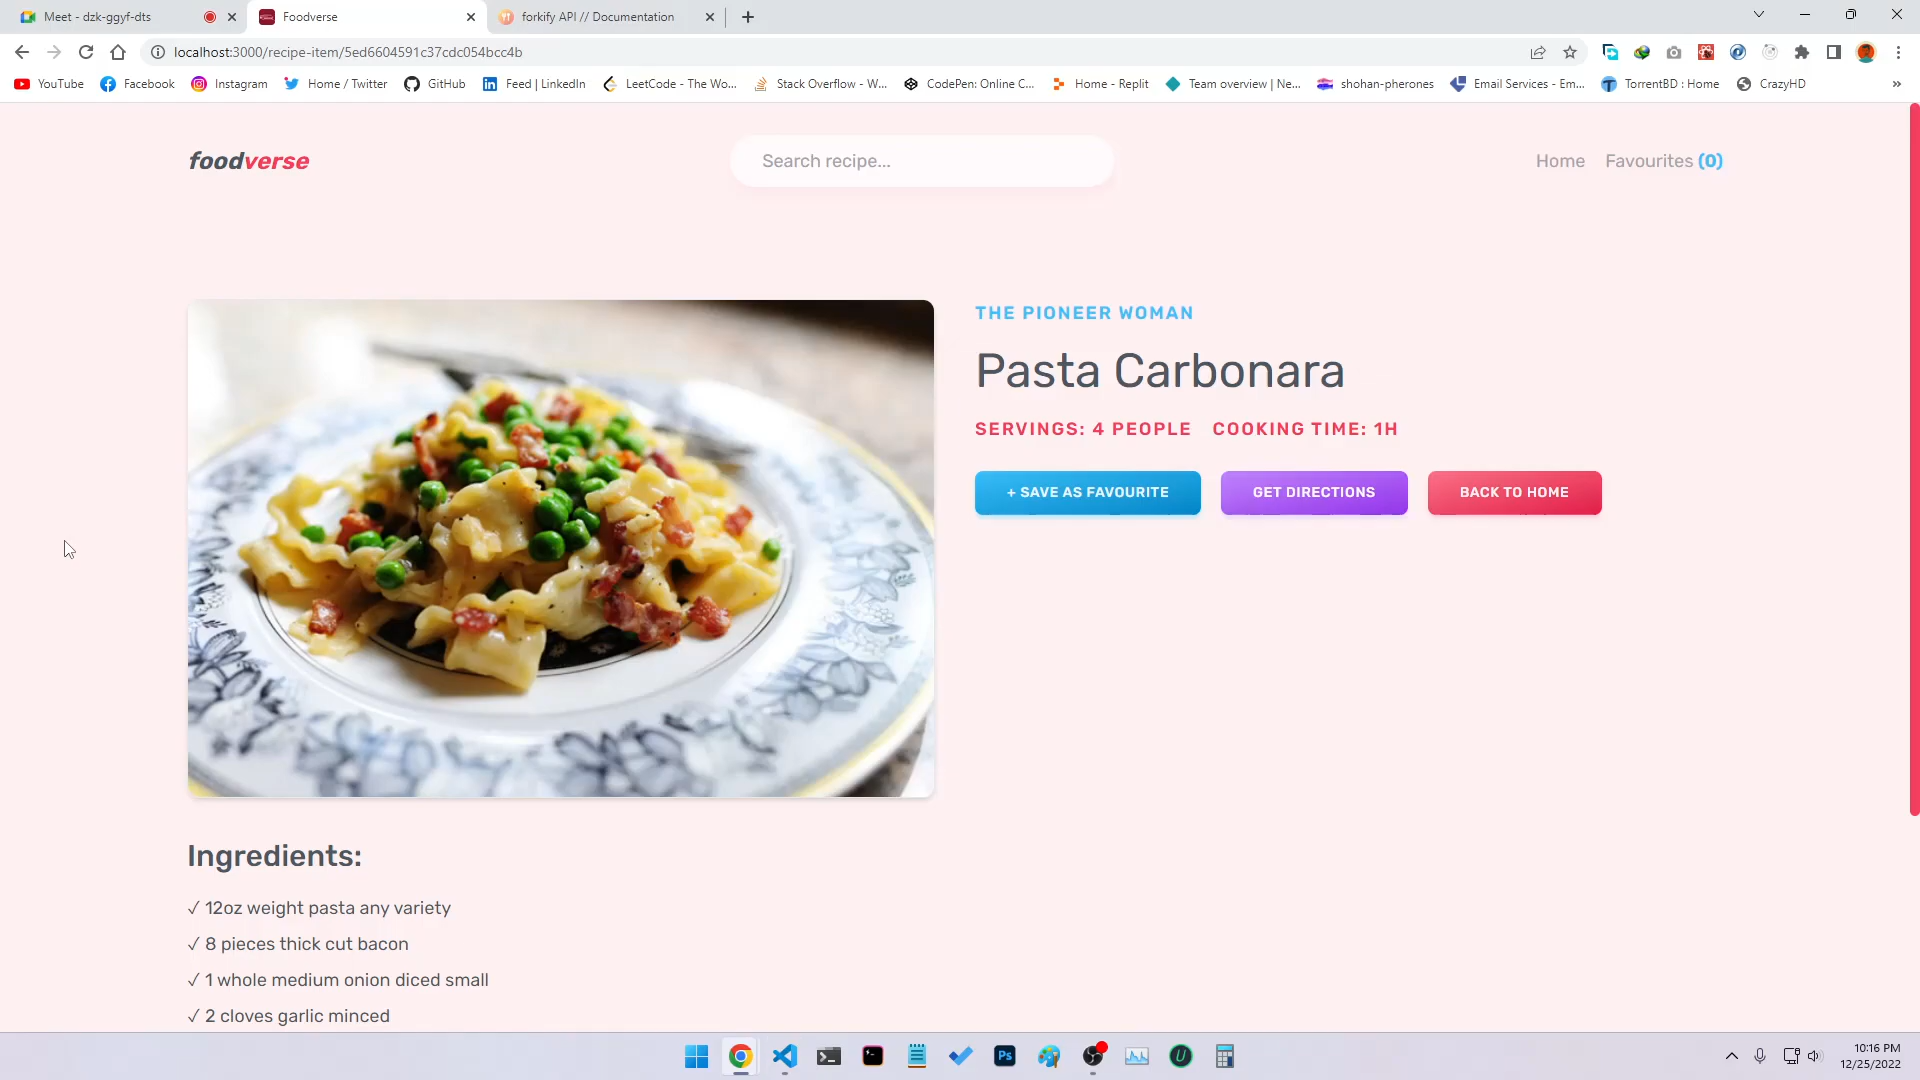 Meet - dzk-ggyf-dts
Foodverse
forkify API // Documentation
localhost:3000/recipe-item/5ed6604591c37cdc054bcc4b
YouTube
Facebook
Instagram
Home / Twitter
GitHub
Feed | LinkedIn
LeetCode - The Wo...
Stack Overflow - W...
CodePen: Online C...
Home - Replit
Team overview | Ne...
shohan-pherones
Email Services - Em...
TorrentBD : Home
CrazyHD
»
foodverse
Search recipe...
Home
Favourites (0)
THE PIONEER WOMAN
Pasta Carbonara
SERVINGS: 4 PEOPLE COOKING TIME: 1H
+ SAVE AS FAVOURITE
GET DIRECTIONS
BACK TO HOME
Ingredients:
✓ 12oz weight pasta any variety
✓ 8 pieces thick cut bacon
✓ 1 whole medium onion diced small
✓ 2 cloves garlic minced
Ps
U
10:16 PM
12/25/2022